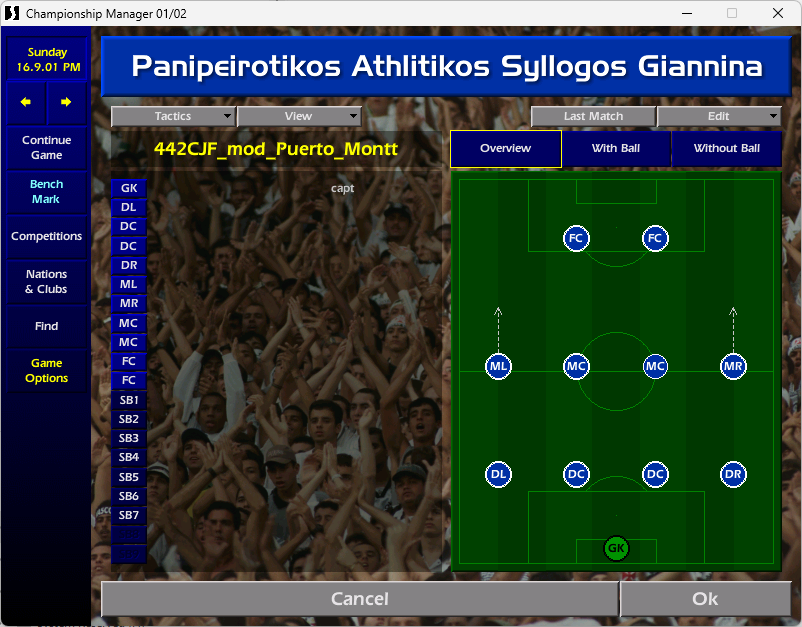 Championship Manager 01/02
Sunday
16.9.01 PM
Continue
Game
Bench
Mark
Competitions
Nations
& Clubs
Find
Game
Options
Panipeirotikos Athlitikos Syllogos Giannina
Tactics
View
Last Match
Edit
442CJF_mod_Puerto_Montt
Overview
With Ball
Without Ball
GK
capt
DL
DC
DC
DR
ML
MR
MC
MC
FC
FC
SB1
SB2
SB3
SB4
SB5
SB6
SB7
FC FC
ML MC MC MR
DL DC DC DR
GK
Cancel
Ok